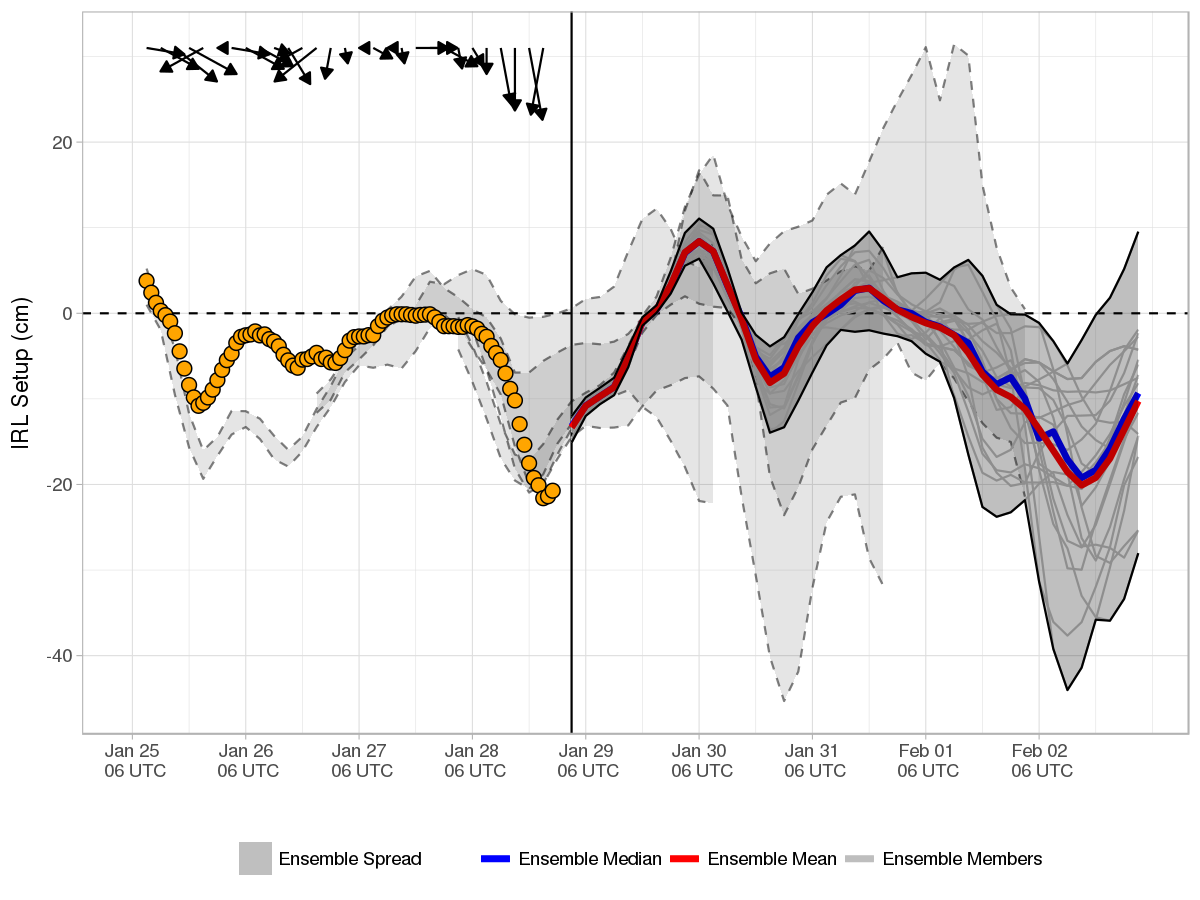 IRL Setup (cm)
20
0
-20
-40
Jan 25 Jan 26 Jan 27 Jan 28 Jan 29 Jan 30 Jan 31 Feb 01 Feb 02
06 UTC 06 UTC 06 UTC 06 UTC 06 UTC 06 UTC 06 UTC 06 UTC 06 UTC
Ensemble Spread Ensemble Median Ensemble Mean Ensemble Members